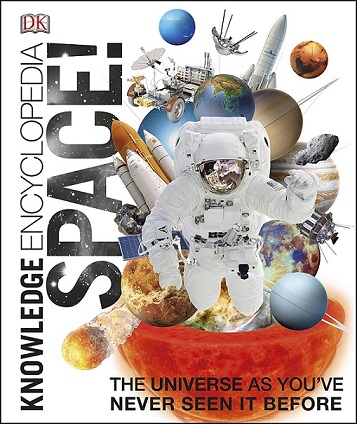 DK
KNOWLEDGE ENCYCLOPEDIA
SPACE!
THE UNIVERSE AS YOU'VE
NEVER SEEN IT BEFORE